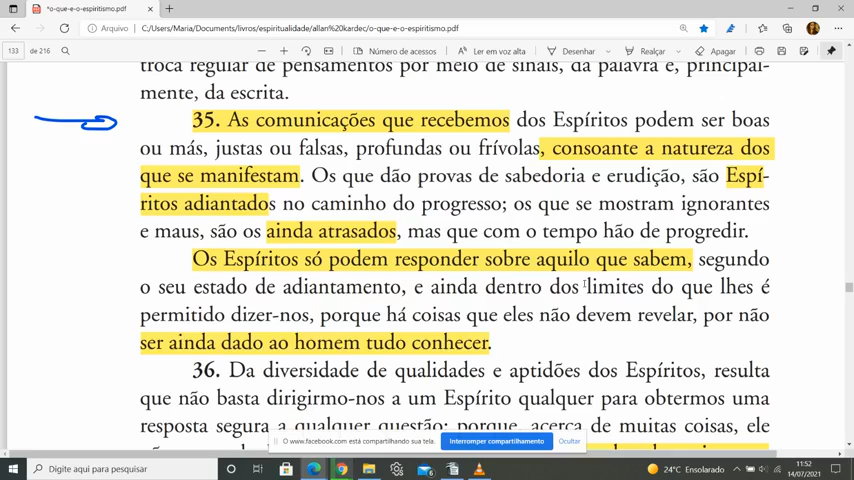 *o-que-e-o-espiritismo.pdf
Arquivo | C:/Users/Maria/Documents/livros/espiritualidade/allan%20kardec/o-que-e-o-espiritismo.pdf
133 de 216
Número de acessos
Ler em voz alta
Desenhar
Realçar
Apagar
troca regular de pensamentos por meio de sinais, da palavra e, principal-
mente, da escrita.
35. As comunicações que recebemos dos Espíritos podem ser boas
ou más, justas ou falsas, profundas ou frívolas, consoante a natureza dos
que se manifestam. Os que dão provas de sabedoria e erudição, são Espí-
ritos adiantados no caminho do progresso; os que se mostram ignorantes
e maus, são os ainda atrasados, mas que com o tempo hão de progredir.
Os Espíritos só podem responder sobre aquilo que sabem, segundo
o seu estado de adiantamento, e ainda dentro dos limites do que lhes é
permitido dizer-nos, porque há coisas que eles não devem revelar, por não
ser ainda dado ao homem tudo conhecer.
36. Da diversidade de qualidades e aptidões dos Espíritos, resulta
que não basta dirigirmo-nos a um Espírito qualquer para obtermos uma
resposta segura a qualquer questão; porque, acerca de muitas coisas, ele
O www.facebook.com está compartilhando sua tela.
Interromper compartilhamento
Ocultar
Digite aqui para pesquisar
24°C Ensolarado
11:52
14/07/2021